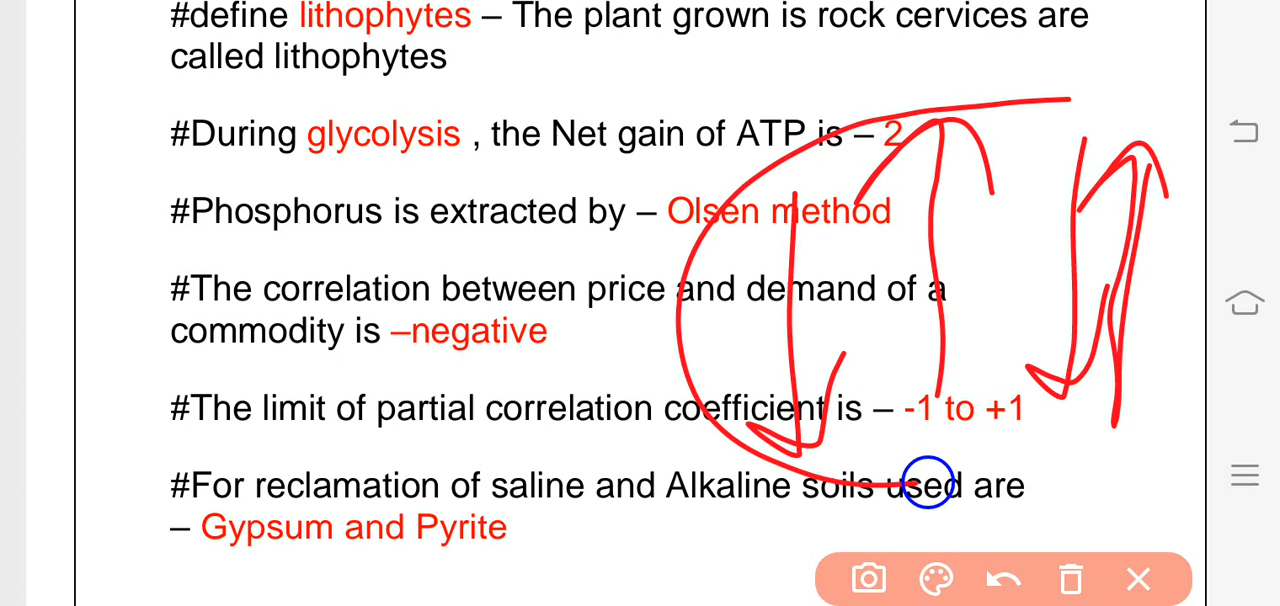 #define lithophytes – The plant grown is rock cervices are
called lithophytes
#During glycolysis , the Net gain of ATP is – 2
#Phosphorus is extracted by – Olsen method
#The correlation between price and demand of a
commodity is –negative
#The limit of partial correlation coefficient is – -1 to +1
#For reclamation of saline and Alkaline soils used are
– Gypsum and Pyrite